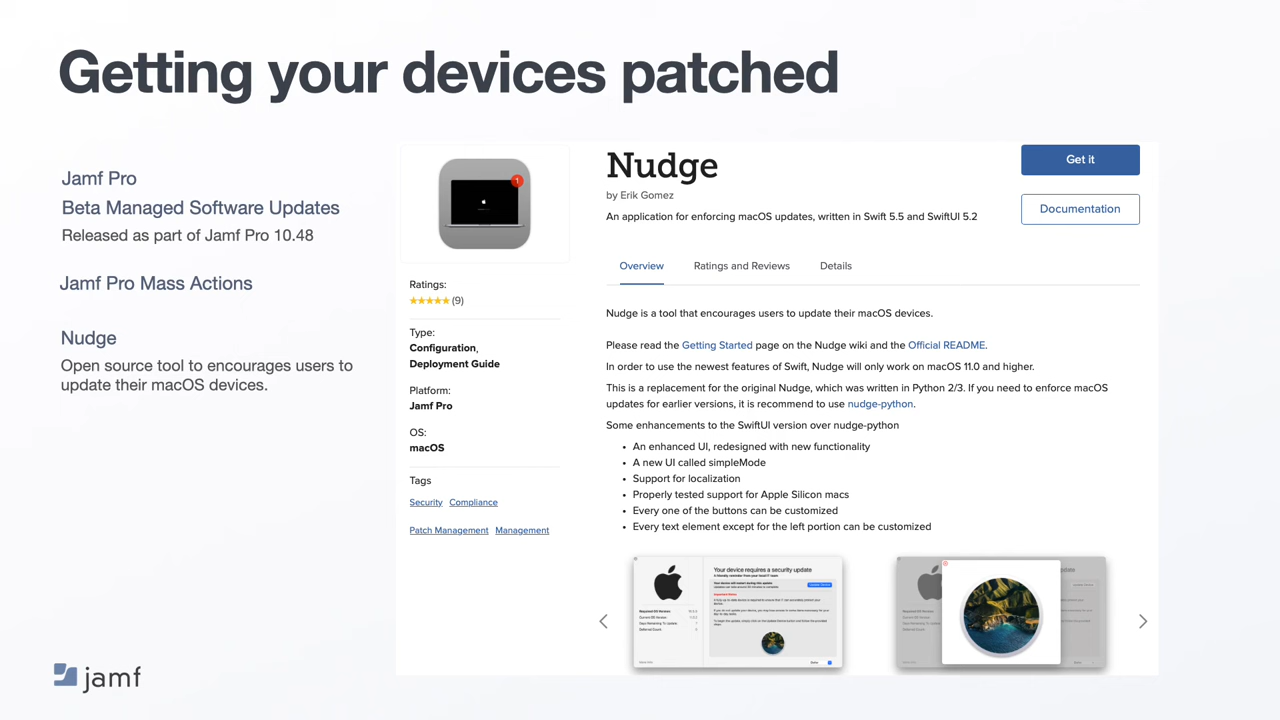 Getting your devices patched
Jamf Pro
Beta Managed Software Updates
Released as part of Jamf Pro 10.48
Jamf Pro Mass Actions
Nudge
Open source tool to encourages users to
update their macOS devices.
jamf
1
Ratings:
★★★★★ (9)
Type:
Configuration,
Deployment Guide
Platform:
Jamf Pro
OS:
macOS
Tags
Security Compliance
Patch Management Management
Nudge
by Erik Gomez
An application for enforcing macOS updates, written in Swift 5.5 and SwiftUI 5.2
Get it
Documentation
Overview Ratings and Reviews Details
Nudge is a tool that encourages users to update their macOS devices.
Please read the Getting Started page on the Nudge wiki and the Official README.
In order to use the newest features of Swift, Nudge will only work on macOS 11.0 and higher.
This is a replacement for the original Nudge, which was written in Python 2/3. If you need to enforce macOS
updates for earlier versions, it is recommend to use nudge-python.
Some enhancements to the SwiftUI version over nudge-python
• An enhanced UI, redesigned with new functionality
• A new UI called simpleMode
• Support for localization
• Properly tested support for Apple Silicon macs
• Every one of the buttons can be customized
• Every text element except for the left portion can be customized
Your device requires a security update
A friendly reminder from your local IT team